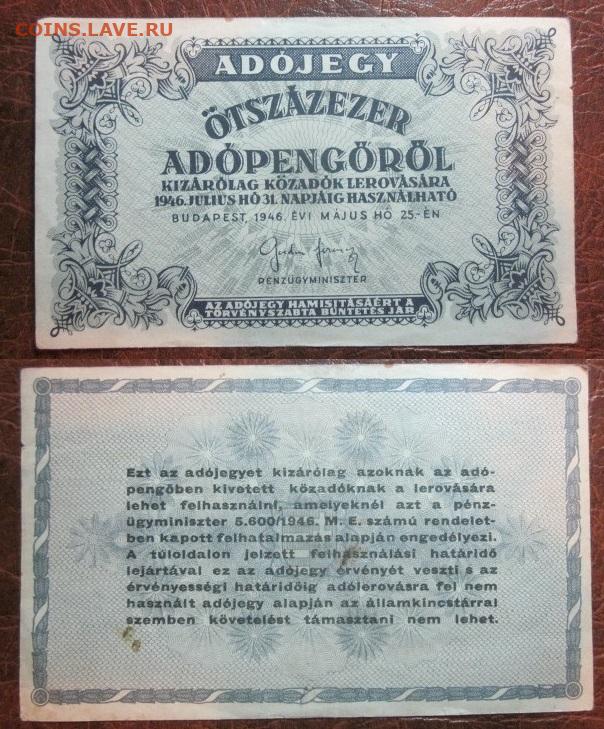 COINS.LAVE.RU
ADÓJEGY
ÖTSZÁZEZER
ADÓPENGŐRŐL
KIZÁRÓLAG KÖZADÓK LEROVÁSÁRA
1946. JULIUS HÓ 31. NAPJÁIG HASZNÁLHATÓ
BUDAPEST, 1946. ÉVI MÁJUS HÓ 25.-ÉN
PÉNZÜGYMINISZTER
AZ ADÓJEGY HAMISITÁSÁÉRT A
TÖRVÉNYSZABTA BÜNTETÉS JÁR
Ezt az adójegyet kizárólag azoknak az adó-
pengőben kivetett közadóknak a lerovására
lehet felhasználni, amelyeknél azt a pénz-
ügyminiszter 5.600/1946. M. E. számú rendelet-
ben kapott felhatalmazás alapján engedélyezi.
A túloldalon jelzett felhasználási határidő
lejártával ez az adójegy érvényét veszti s az
érvényességi határidőig adólerovásra fel nem
használt adójegy alapján az államkincstárral
szemben követelést támasztani nem lehet.